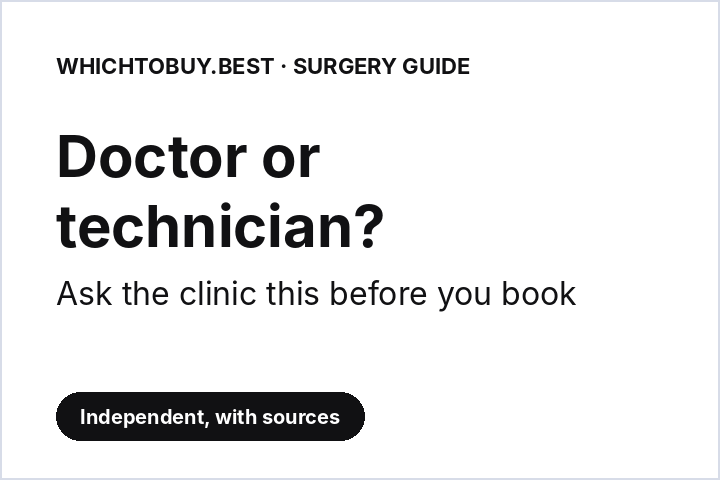 WHICHTOBUY.BEST · SURGERY GUIDE
Doctor or
technician?
Ask the clinic this before you book
Independent, with sources